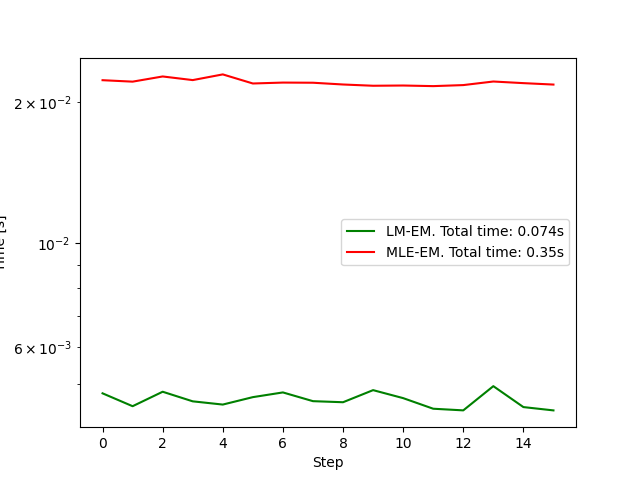 2 × 10⁻²
10⁻²
6 × 10⁻³
Time [s]
LM-EM. Total time: 0.074s
MLE-EM. Total time: 0.35s
0 2 4 6 8 10 12 14
Step